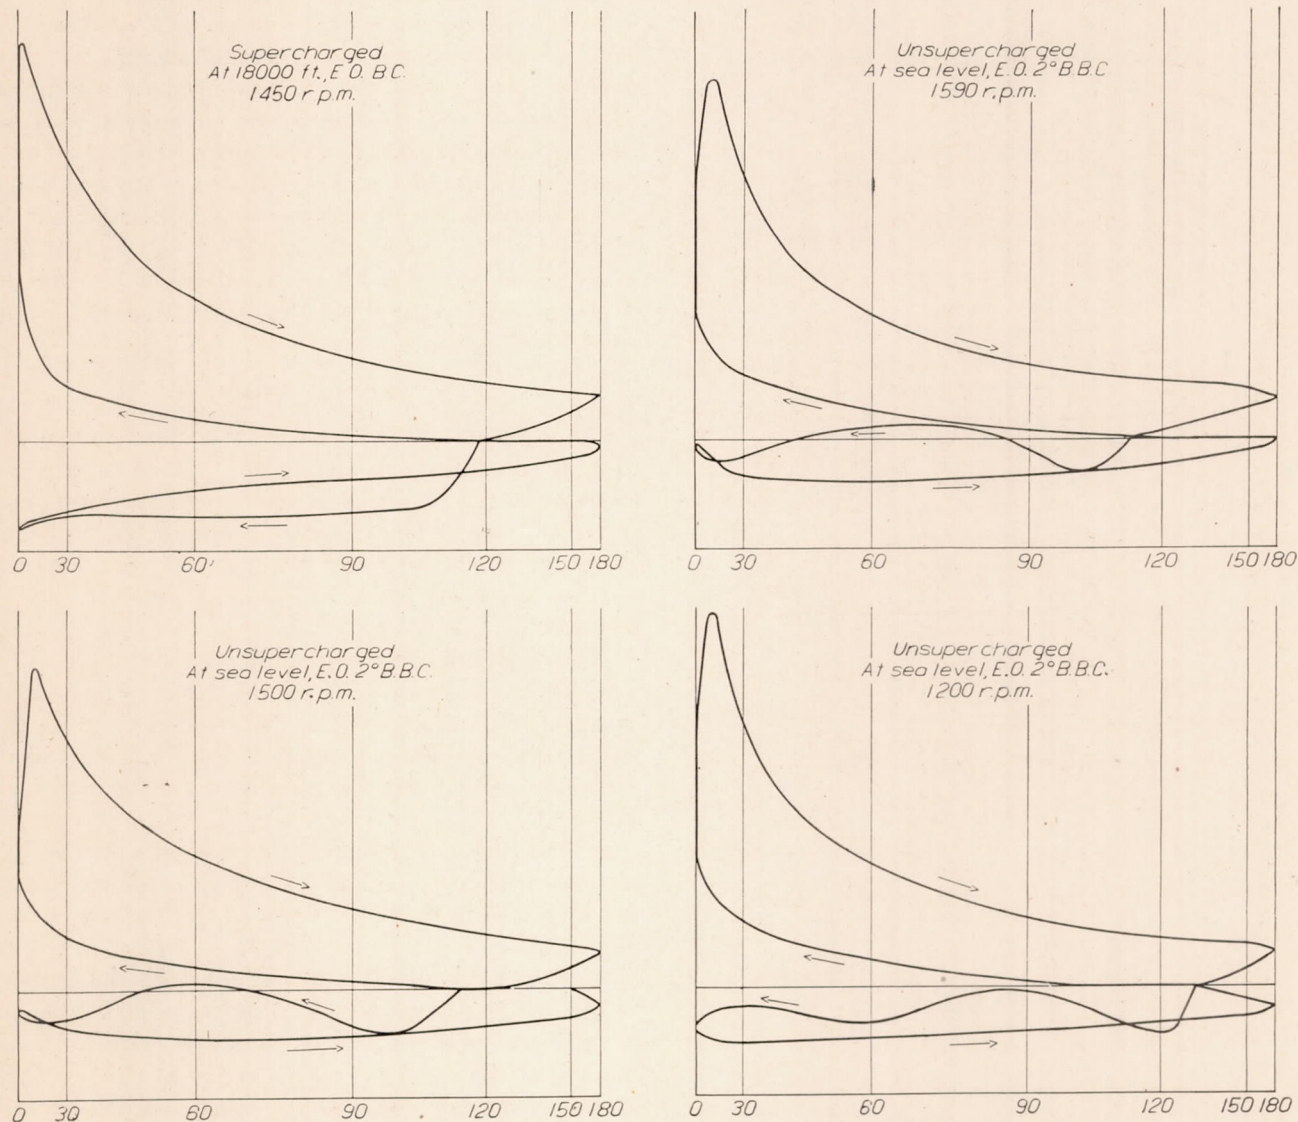 Supercharged
At 18000 ft., E.O. B.C.
1450 r.p.m.
0 30 60 90 120 150 180
Unsupercharged
At sea level, E.O. 2° B.B.C.
1590 r.p.m.
0 30 60 90 120 150 180
Unsupercharged
At sea level, E.O. 2° B.B.C.
1500 r.p.m.
0 30 60 90 120 150 180
Unsupercharged
At sea level, E.O. 2° B.B.C.
1200 r.p.m.
0 30 60 90 120 150 180